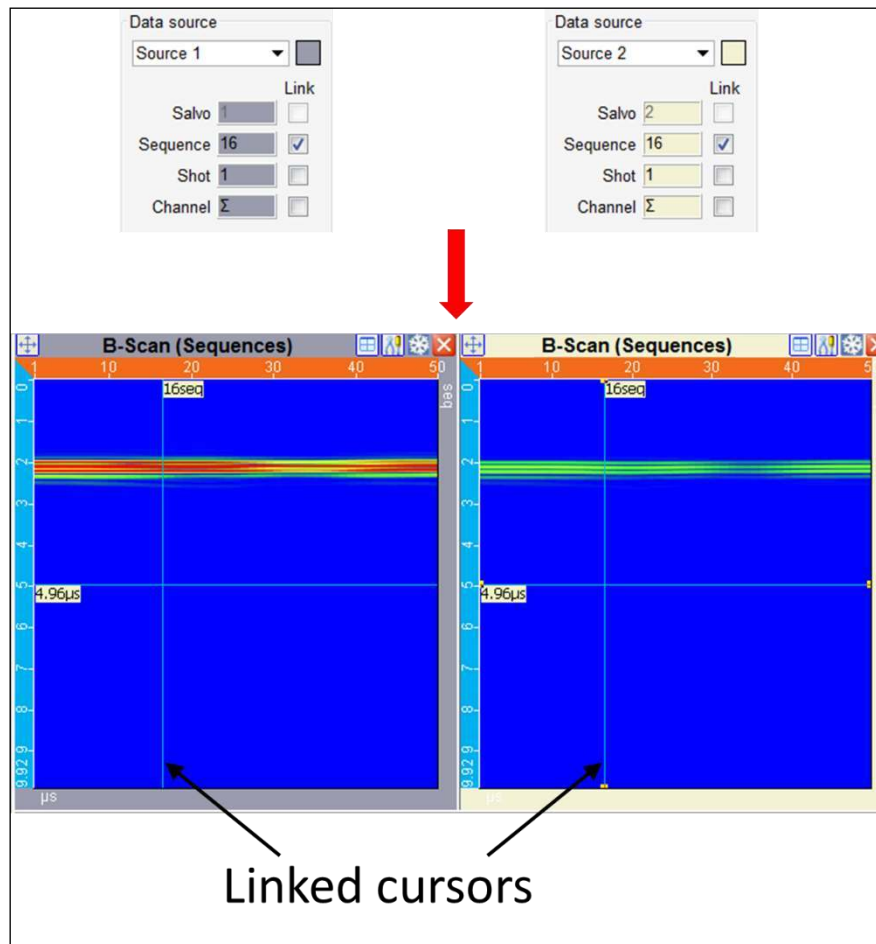 Data source
Source 1
Link
Salvo 1
Sequence 16
Shot 1
Channel Σ
Data source
Source 2
Link
Salvo 2
Sequence 16
Shot 1
Channel Σ
B-Scan (Sequences)
1 10 20 30 40 50
seq
16seq
0
1
2
3
4
5
4.96µs
6
7
8
9
9.92
µs
B-Scan (Sequences)
1 10 20 30 40 5
16seq
0
1
2
3
4
5
4.96µs
6
7
8
9
9.92
µs
Linked cursors